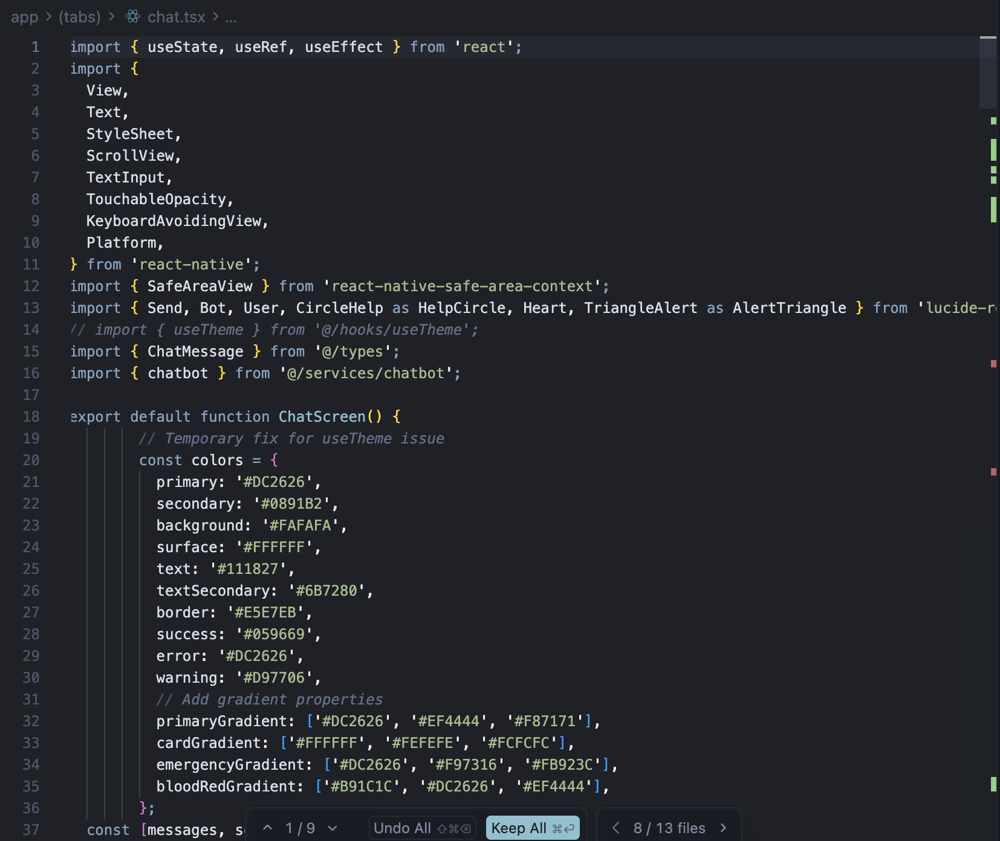 app > (tabs) > chat.tsx > ...
1 import { useState, useRef, useEffect } from 'react';
2 import {
3   View,
4   Text,
5   StyleSheet,
6   ScrollView,
7   TextInput,
8   TouchableOpacity,
9   KeyboardAvoidingView,
10   Platform,
11 } from 'react-native';
12 import { SafeAreaView } from 'react-native-safe-area-context';
13 import { Send, Bot, User, CircleHelp as HelpCircle, Heart, TriangleAlert as AlertTriangle } from 'lucide-r
14 // import { useTheme } from '@/hooks/useTheme';
15 import { ChatMessage } from '@/types';
16 import { chatbot } from '@/services/chatbot';
17
18 export default function ChatScreen() {
19         // Temporary fix for useTheme issue
20         const colors = {
21           primary: '#DC2626',
22           secondary: '#0891B2',
23           background: '#FAFAFA',
24           surface: '#FFFFFF',
25           text: '#111827',
26           textSecondary: '#6B7280',
27           border: '#E5E7EB',
28           success: '#059669',
29           error: '#DC2626',
30           warning: '#D97706',
31           // Add gradient properties
32           primaryGradient: ['#DC2626', '#EF4444', '#F87171'],
33           cardGradient: ['#FFFFFF', '#FEFEFE', '#FCFCFC'],
34           emergencyGradient: ['#DC2626', '#F97316', '#FB923C'],
35           bloodRedGradient: ['#B91C1C', '#DC2626', '#EF4444'],
36         };
37   const [messages, s
1 / 9 Undo All ⇧⌘⌫ Keep All ⌘⏎ 8 / 13 files